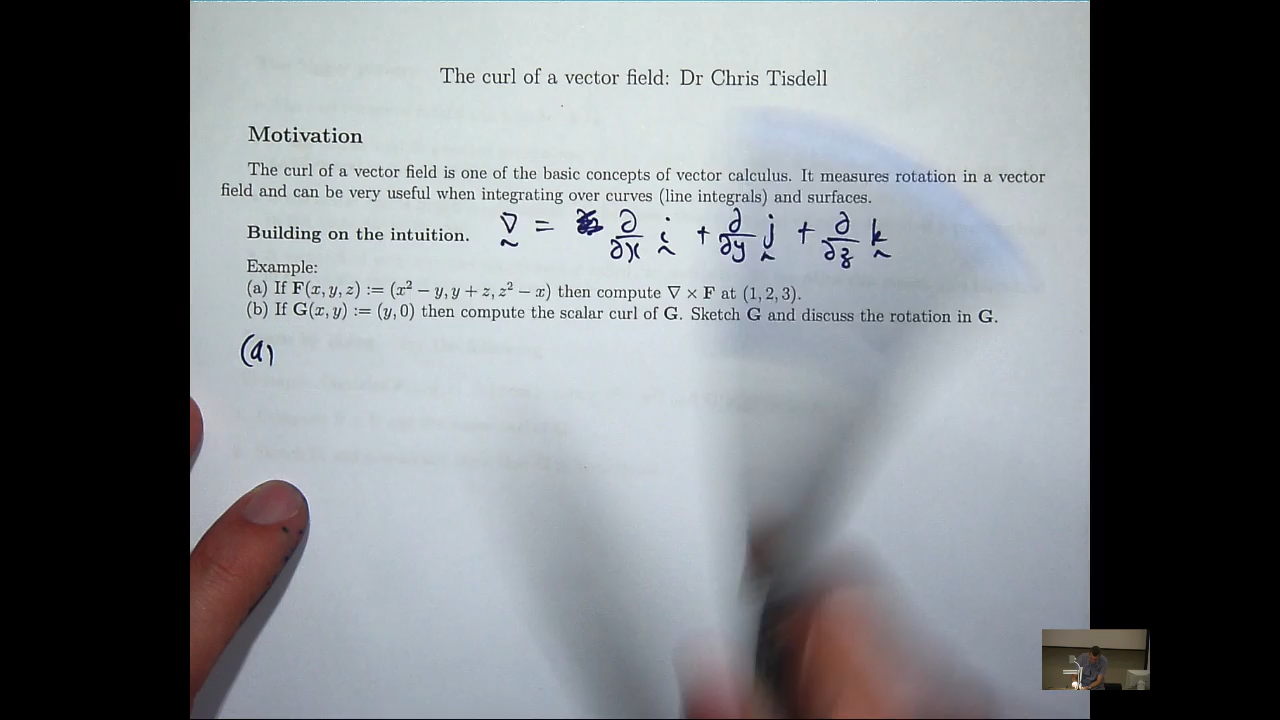 The curl of a vector field: Dr Chris Tisdell
Motivation
The curl of a vector field is one of the basic concepts of vector calculus. It measures rotation in a vector
field and can be very useful when integrating over curves (line integrals) and surfaces.
Building on the intuition. ∇ = ∂/∂x i + ∂/∂y j + ∂/∂z k
Example:
(a) If F(x, y, z) := (x² − y, y + z, z² − x) then compute ∇ × F at (1, 2, 3).
(b) If G(x, y) := (y, 0) then compute the scalar curl of G. Sketch G and discuss the rotation in G.
(a)